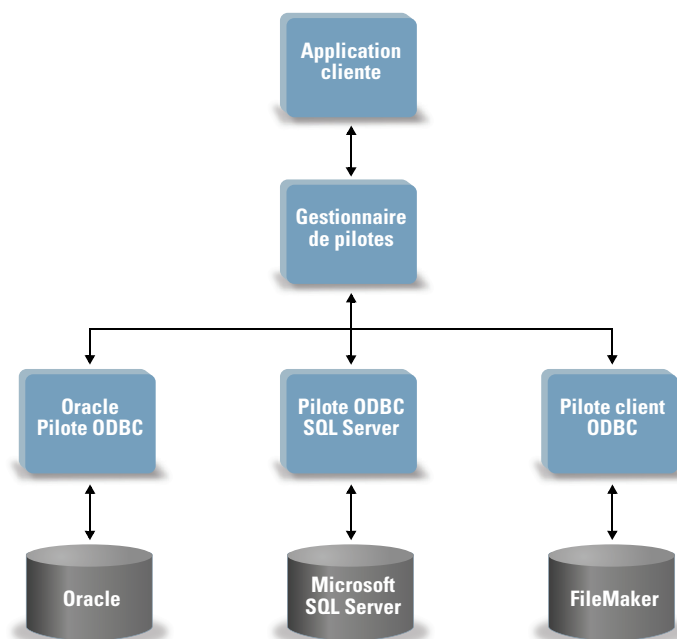 Application
cliente
Gestionnaire
de pilotes
Oracle
Pilote ODBC
Pilote ODBC
SQL Server
Pilote client
ODBC
Oracle
Microsoft
SQL Server
FileMaker